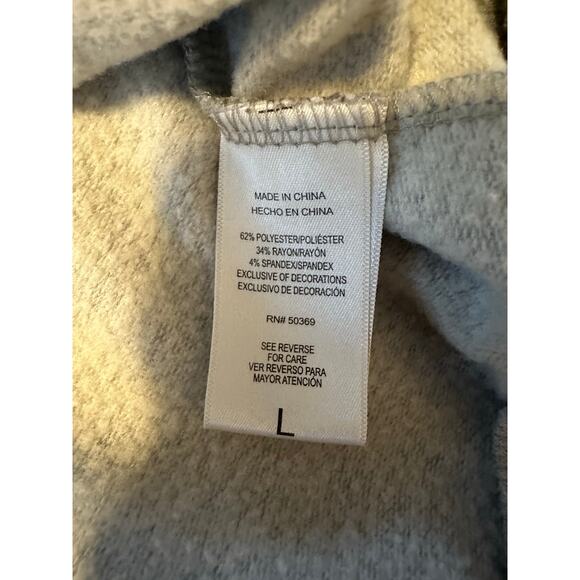 MADE IN CHINA
HECHO EN CHINA
62% POLYESTER/POLIÉSTER
34% RAYON/RAYÓN
4% SPANDEX/SPANDEX
EXCLUSIVE OF DECORATIONS
EXCLUSIVO DE DECORACIÓN
RN# 50369
SEE REVERSE
FOR CARE
VER REVERSO PARA
MAYOR ATENCIÓN
L